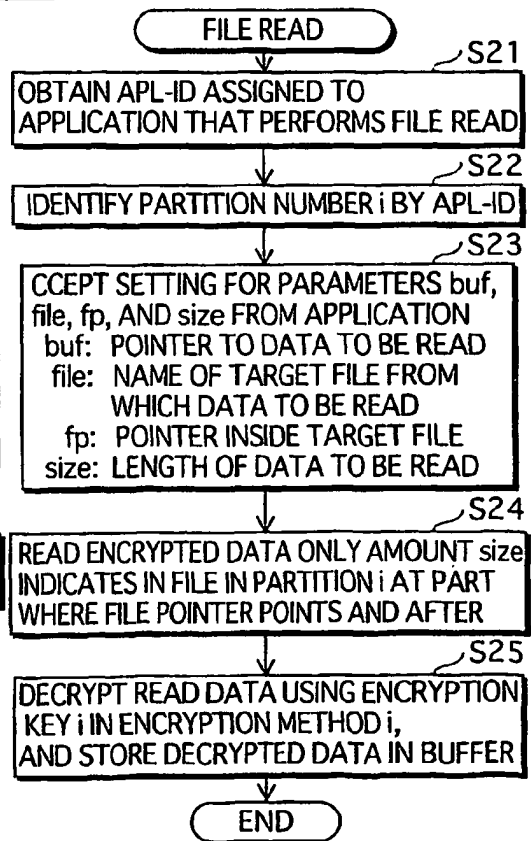 FILE READ
S21
OBTAIN APL-ID ASSIGNED TO
APPLICATION THAT PERFORMS FILE READ
S22
IDENTIFY PARTITION NUMBER i BY APL-ID
S23
CCEPT SETTING FOR PARAMETERS buf,
file, fp, AND size FROM APPLICATION
buf: POINTER TO DATA TO BE READ
file: NAME OF TARGET FILE FROM
WHICH DATA TO BE READ
fp: POINTER INSIDE TARGET FILE
size: LENGTH OF DATA TO BE READ
S24
READ ENCRYPTED DATA ONLY AMOUNT size
INDICATES IN FILE IN PARTITION i AT PART
WHERE FILE POINTER POINTS AND AFTER
S25
DECRYPT READ DATA USING ENCRYPTION
KEY i IN ENCRYPTION METHOD i,
AND STORE DECRYPTED DATA IN BUFFER
END